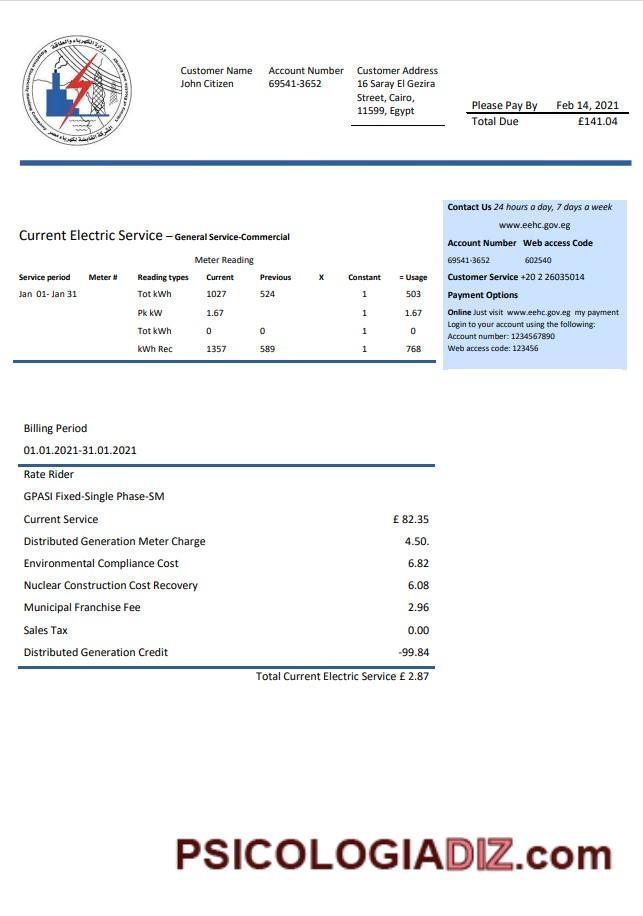 وزارة الكهرباء والطاقة
الشركة القابضة لكهرباء مصر
Customer Name Account Number Customer Address
John Citizen 69541-3652 16 Saray El Gezira
Street, Cairo,
11599, Egypt
Please Pay By Feb 14, 2021
Total Due £141.04
Contact Us 24 hours a day, 7 days a week
www.eehc.gov.eg
Account Number Web access Code
69541-3652 602540
Customer Service +20 2 26035014
Payment Options
Online Just visit www.eehc.gov.eg my payment
Login to your account using the following:
Account number: 1234567890
Web access code: 123456
Current Electric Service – General Service-Commercial
Meter Reading
Service period Meter # Reading types Current Previous X Constant = Usage
Jan 01- Jan 31 Tot kWh 1027 524 1 503
Pk kW 1.67 1 1.67
Tot kWh 0 0 1 0
kWh Rec 1357 589 1 768
Billing Period
01.01.2021-31.01.2021
Rate Rider
GPASI Fixed-Single Phase-SM
Current Service £ 82.35
Distributed Generation Meter Charge 4.50.
Environmental Compliance Cost 6.82
Nuclear Construction Cost Recovery 6.08
Municipal Franchise Fee 2.96
Sales Tax 0.00
Distributed Generation Credit -99.84
Total Current Electric Service £ 2.87
PSICOLOGIADIZ.com